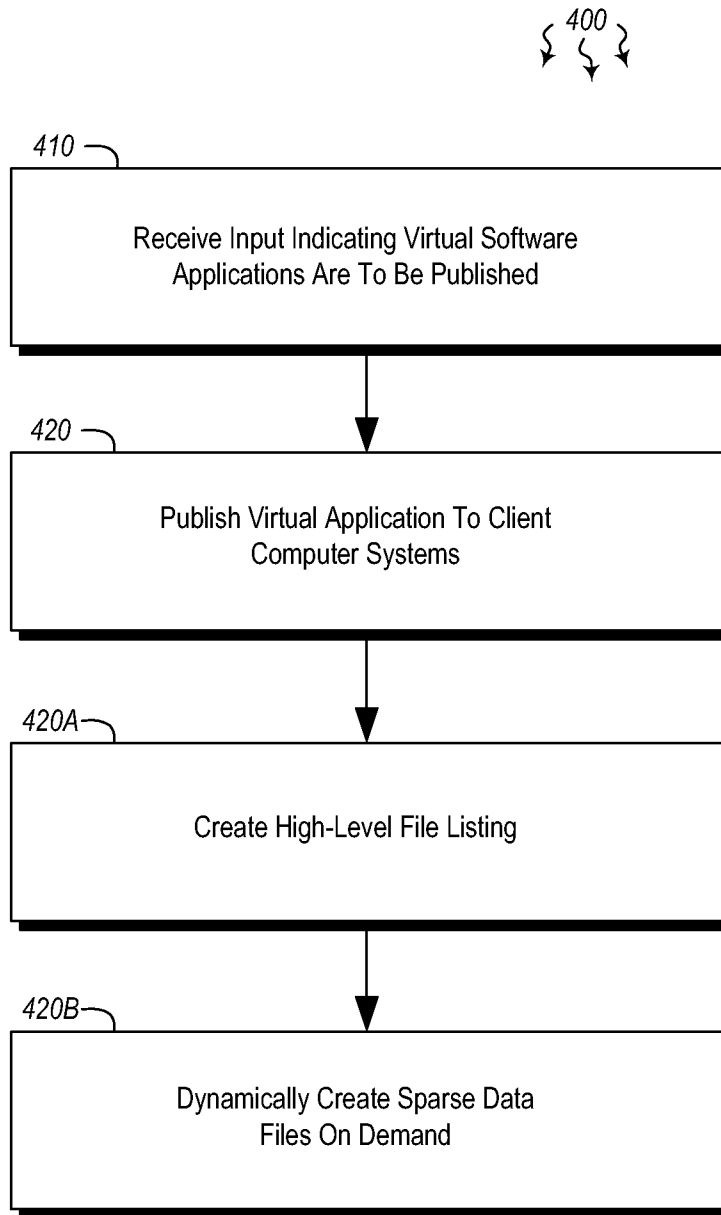 400
410
Receive Input Indicating Virtual Software
Applications Are To Be Published
420
Publish Virtual Application To Client
Computer Systems
420A
Create High-Level File Listing
420B
Dynamically Create Sparse Data
Files On Demand